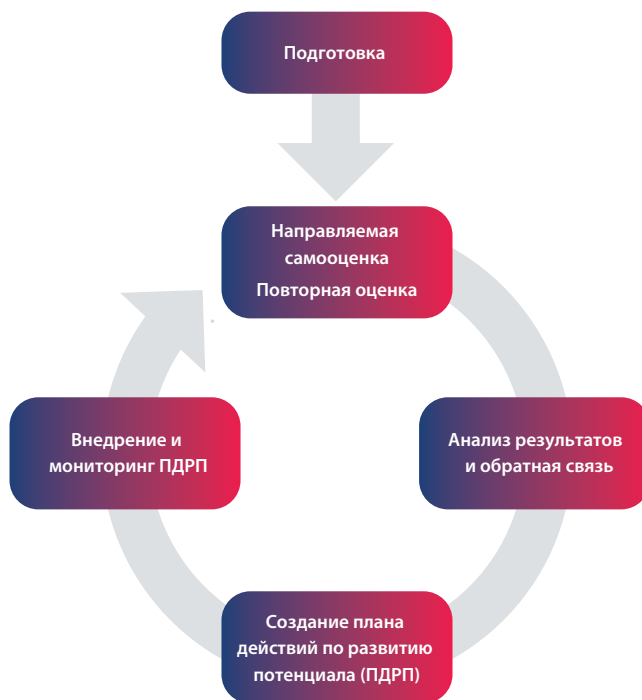 Подготовка
Направляемая
самооценка
Повторная оценка
Внедрение и
мониторинг ПДРП
Анализ результатов
и обратная связь
Создание плана
действий по развитию
потенциала (ПДРП)